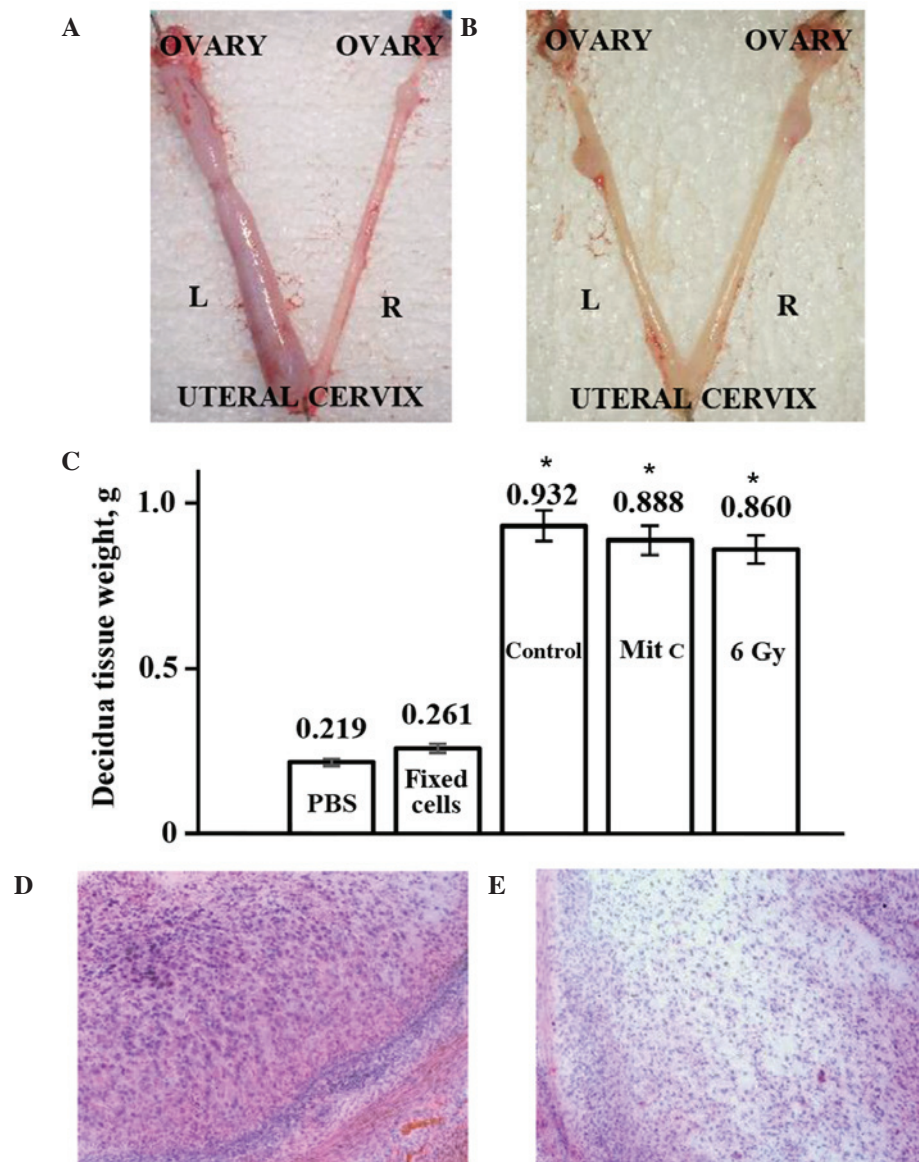 A
B
OVARY OVARY
OVARY OVARY
L
R
L
R
UTERAL CERVIX
UTERAL CERVIX
C
Decidua tissue weight, g
1.0
0.5
0
0.219
0.261
*
0.932
*
0.888
*
0.860
PBS
Fixed
cells
Control
Mit C
6 Gy
D
E